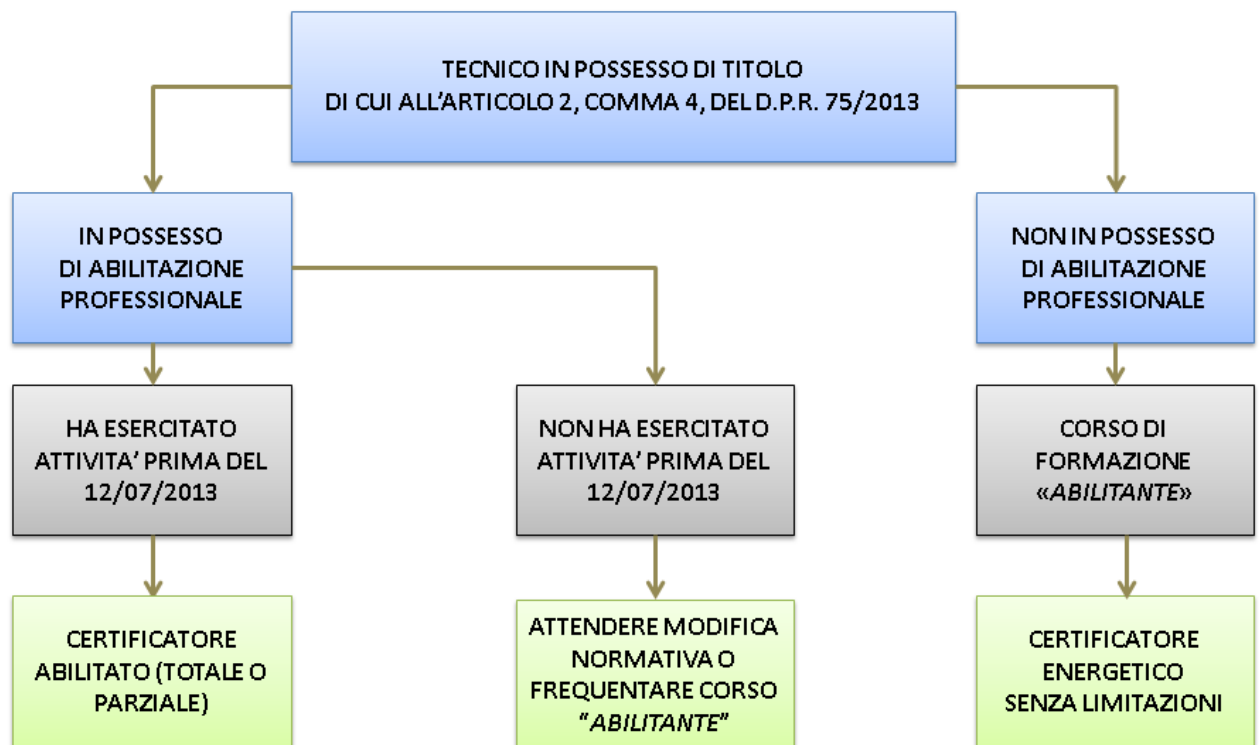 TECNICO IN POSSESSO DI TITOLO
DI CUI ALL'ARTICOLO 2, COMMA 4, DEL D.P.R. 75/2013
IN POSSESSO
DI ABILITAZIONE
PROFESSIONALE
NON IN POSSESSO
DI ABILITAZIONE
PROFESSIONALE
HA ESERCITATO
ATTIVITA' PRIMA DEL
12/07/2013
NON HA ESERCITATO
ATTIVITA' PRIMA DEL
12/07/2013
CORSO DI
FORMAZIONE
«ABILITANTE»
CERTIFICATORE
ABILITATO (TOTALE O
PARZIALE)
ATTENDERE MODIFICA
NORMATIVA O
FREQUENTARE CORSO
"ABILITANTE"
CERTIFICATORE
ENERGETICO
SENZA LIMITAZIONI